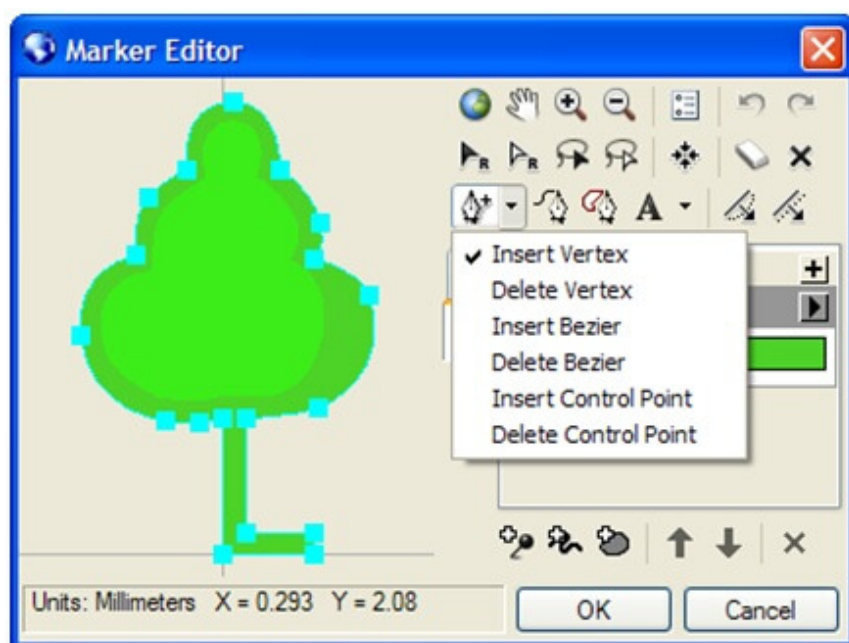 Marker Editor
R R
A
Insert Vertex
Delete Vertex
Insert Bezier
Delete Bezier
Insert Control Point
Delete Control Point
Units: Millimeters X = 0.293 Y = 2.08
OK Cancel